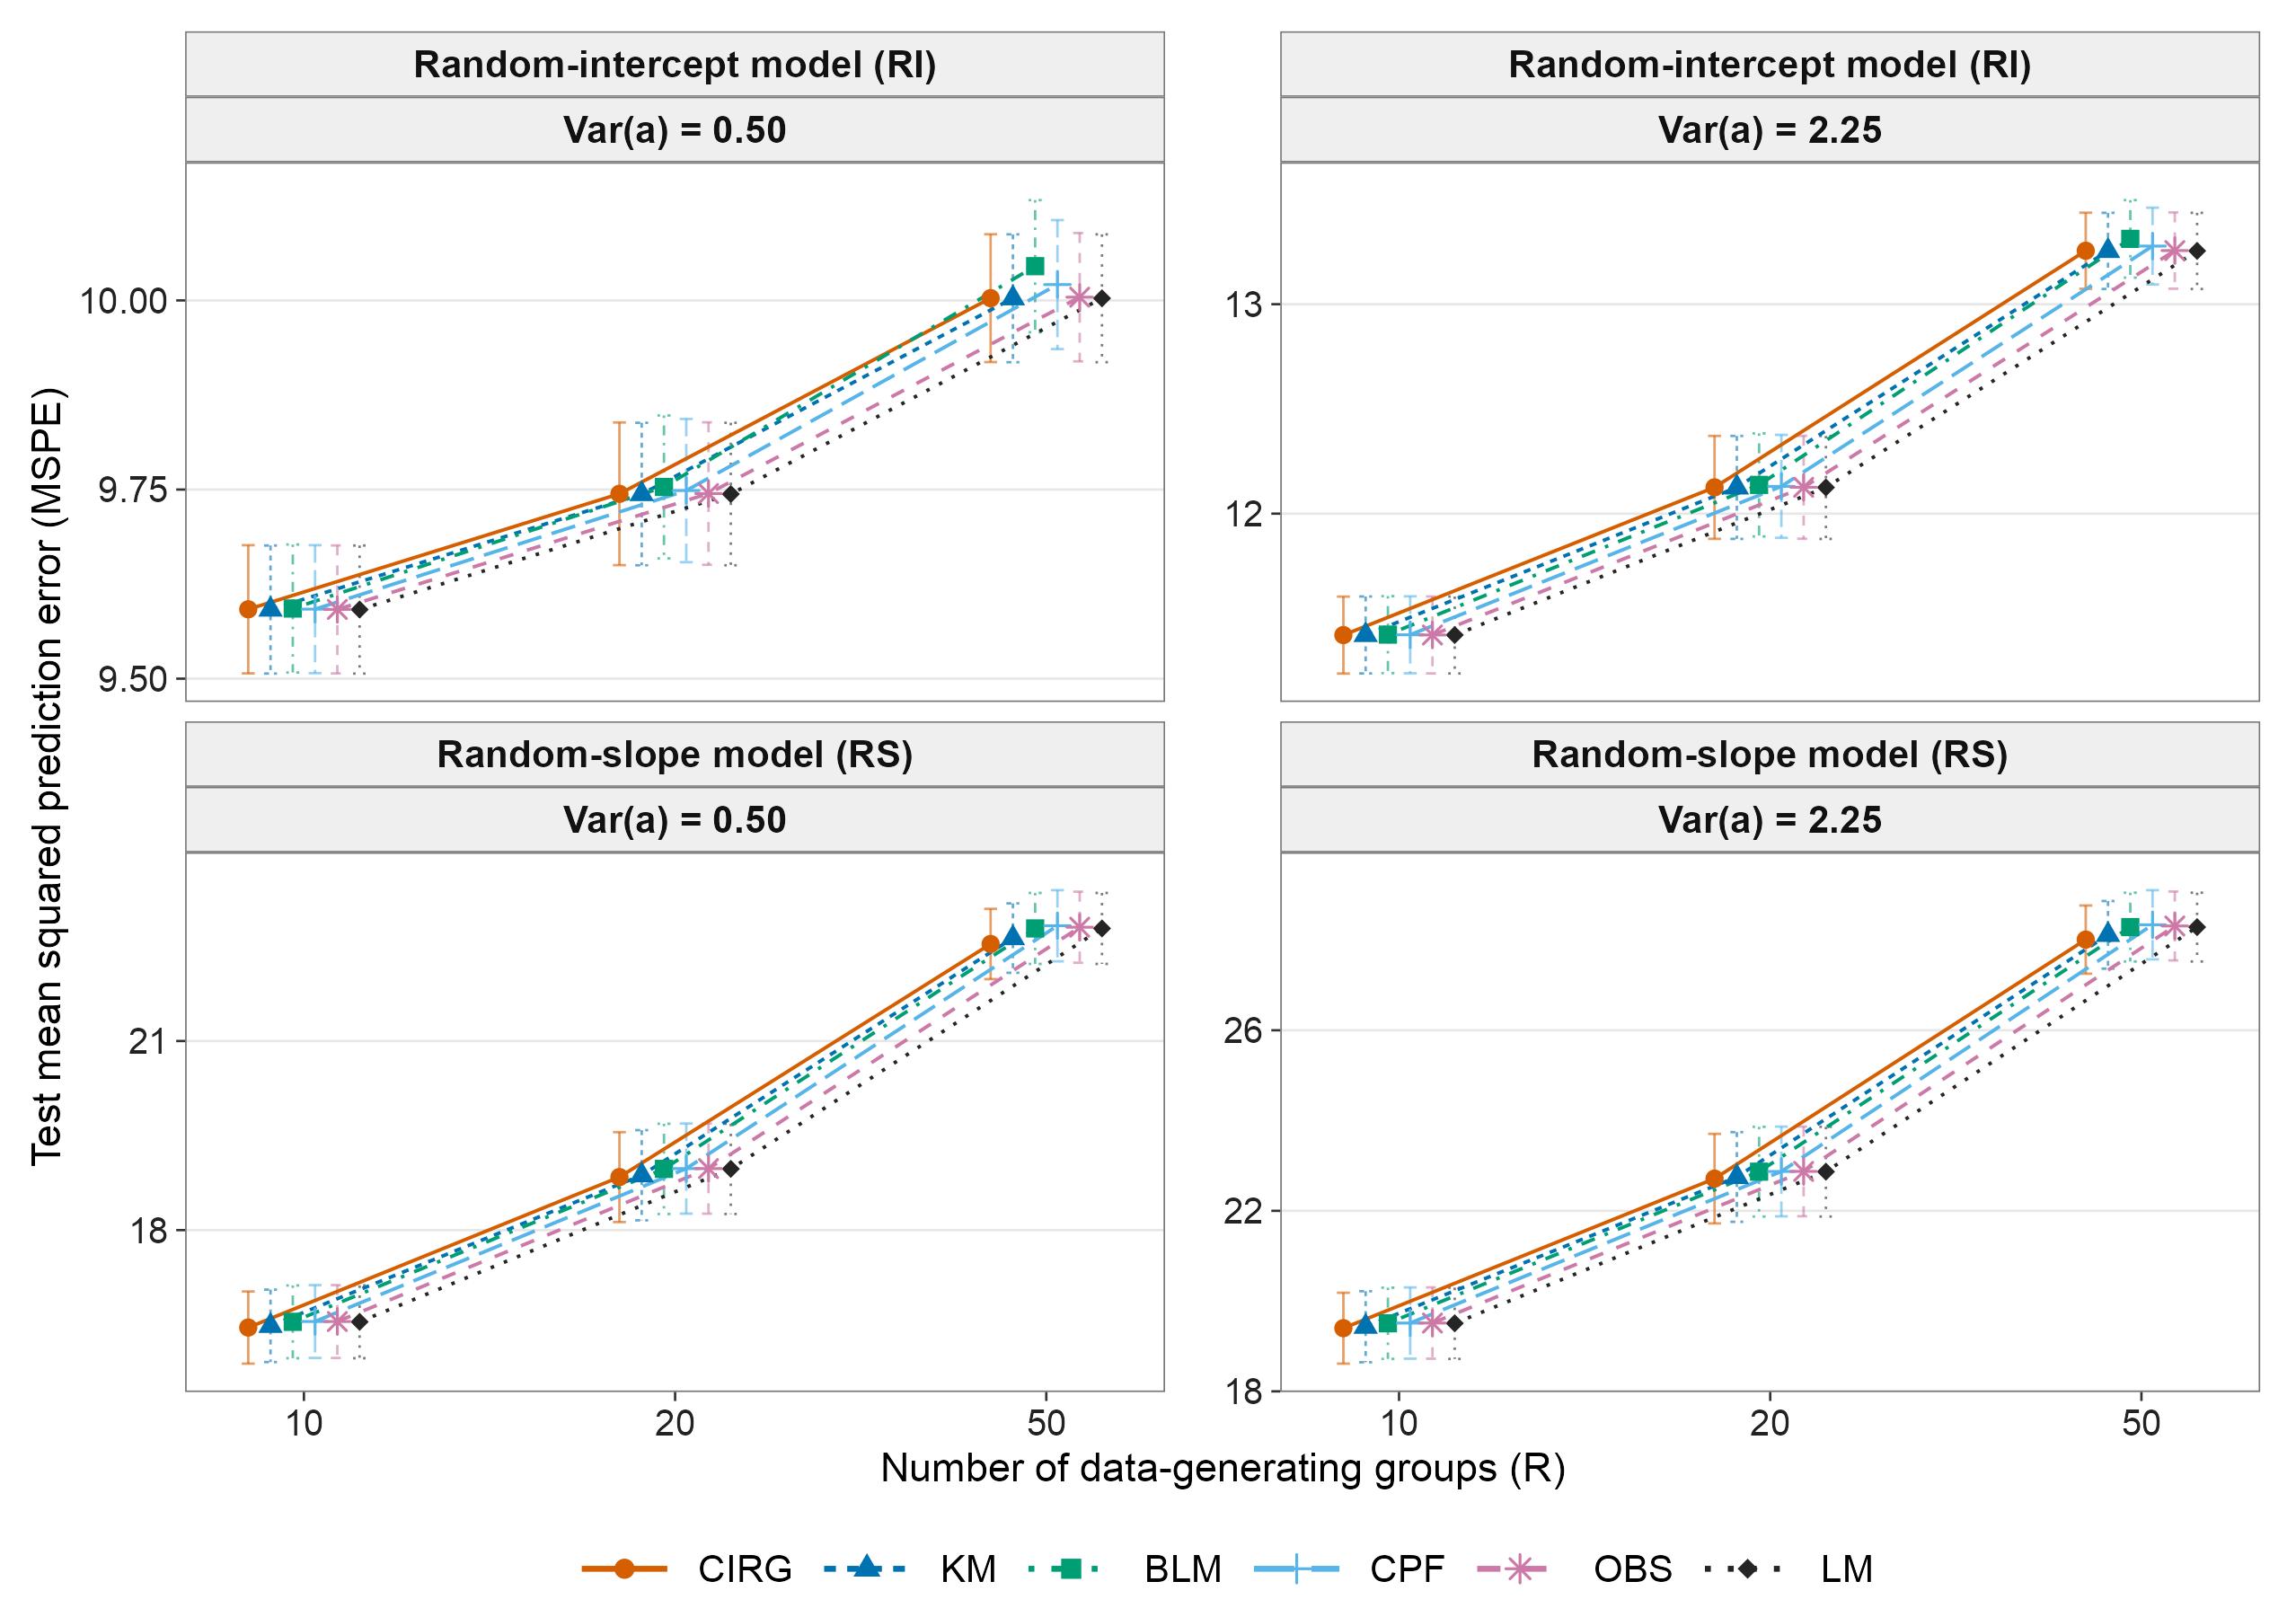 Random-intercept model (RI)
Var(a) = 0.50
Random-intercept model (RI)
Var(a) = 2.25
Test mean squared prediction error (MSPE)
10.00
9.75
9.50
13
12
Random-slope model (RS)
Var(a) = 0.50
Random-slope model (RS)
Var(a) = 2.25
21
18
26
22
18
10 20 50
10 20 50
Number of data-generating groups (R)
CIRG KM BLM CPF OBS LM